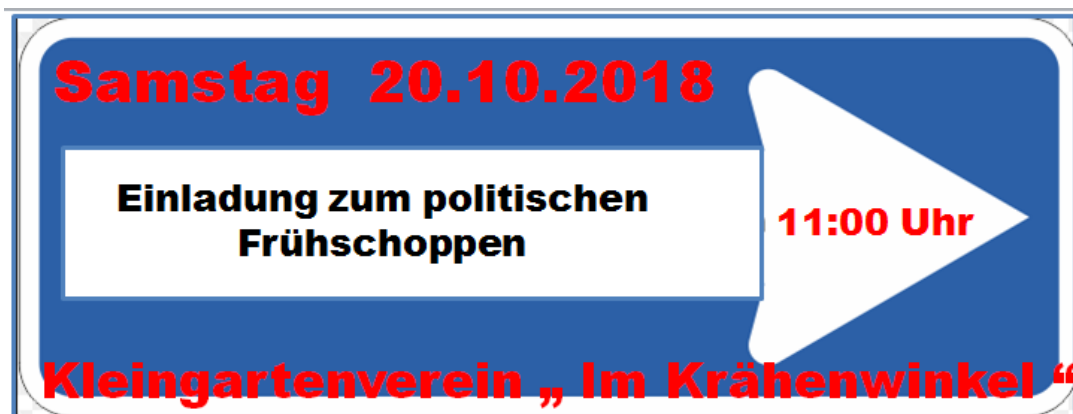 Samstag 20.10.2018
Einladung zum politischen
Frühschoppen
11:00 Uhr
Kleingartenverein „ Im Krähenwinkel “